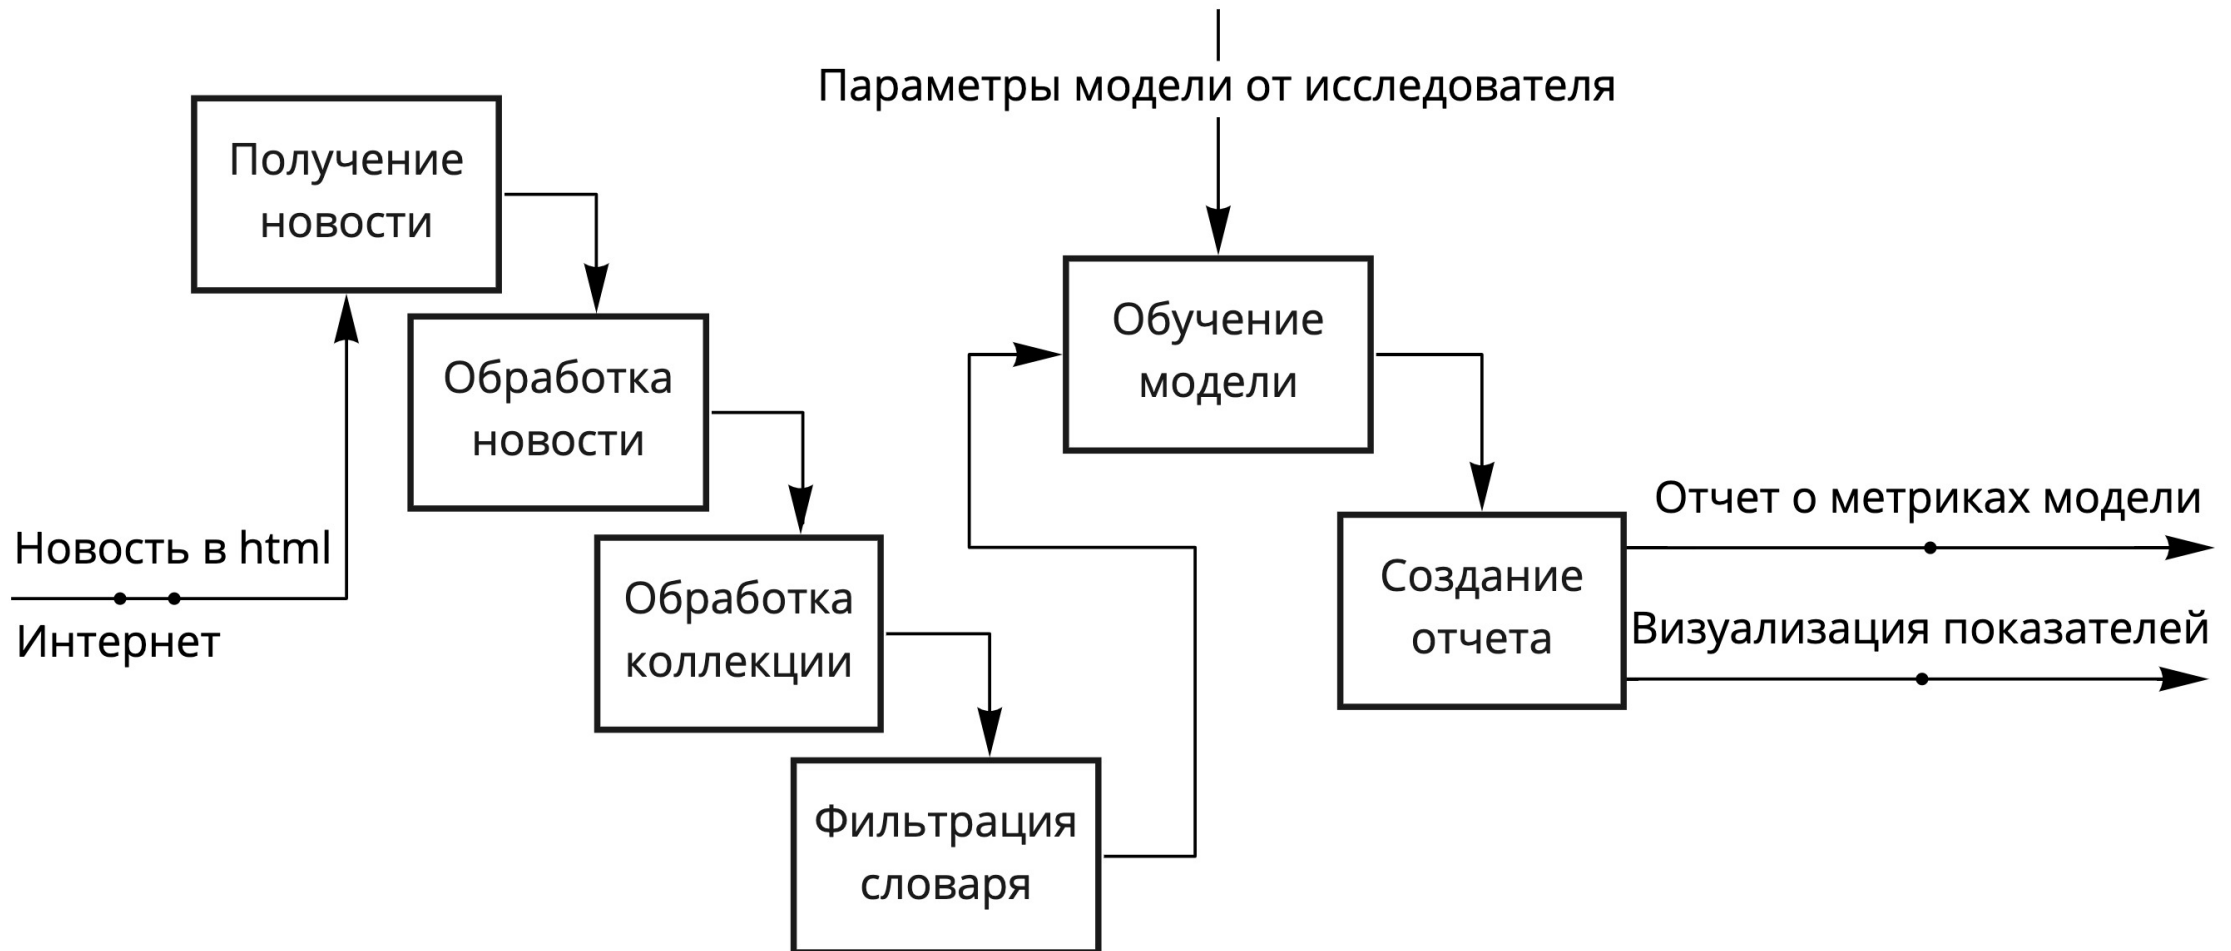 Параметры модели от исследователя
Получение
новости
Обработка
новости
Новость в html
Интернет
Обработка
коллекции
Фильтрация
словаря
Обучение
модели
Создание
отчета
Отчет о метриках модели
Визуализация показателей